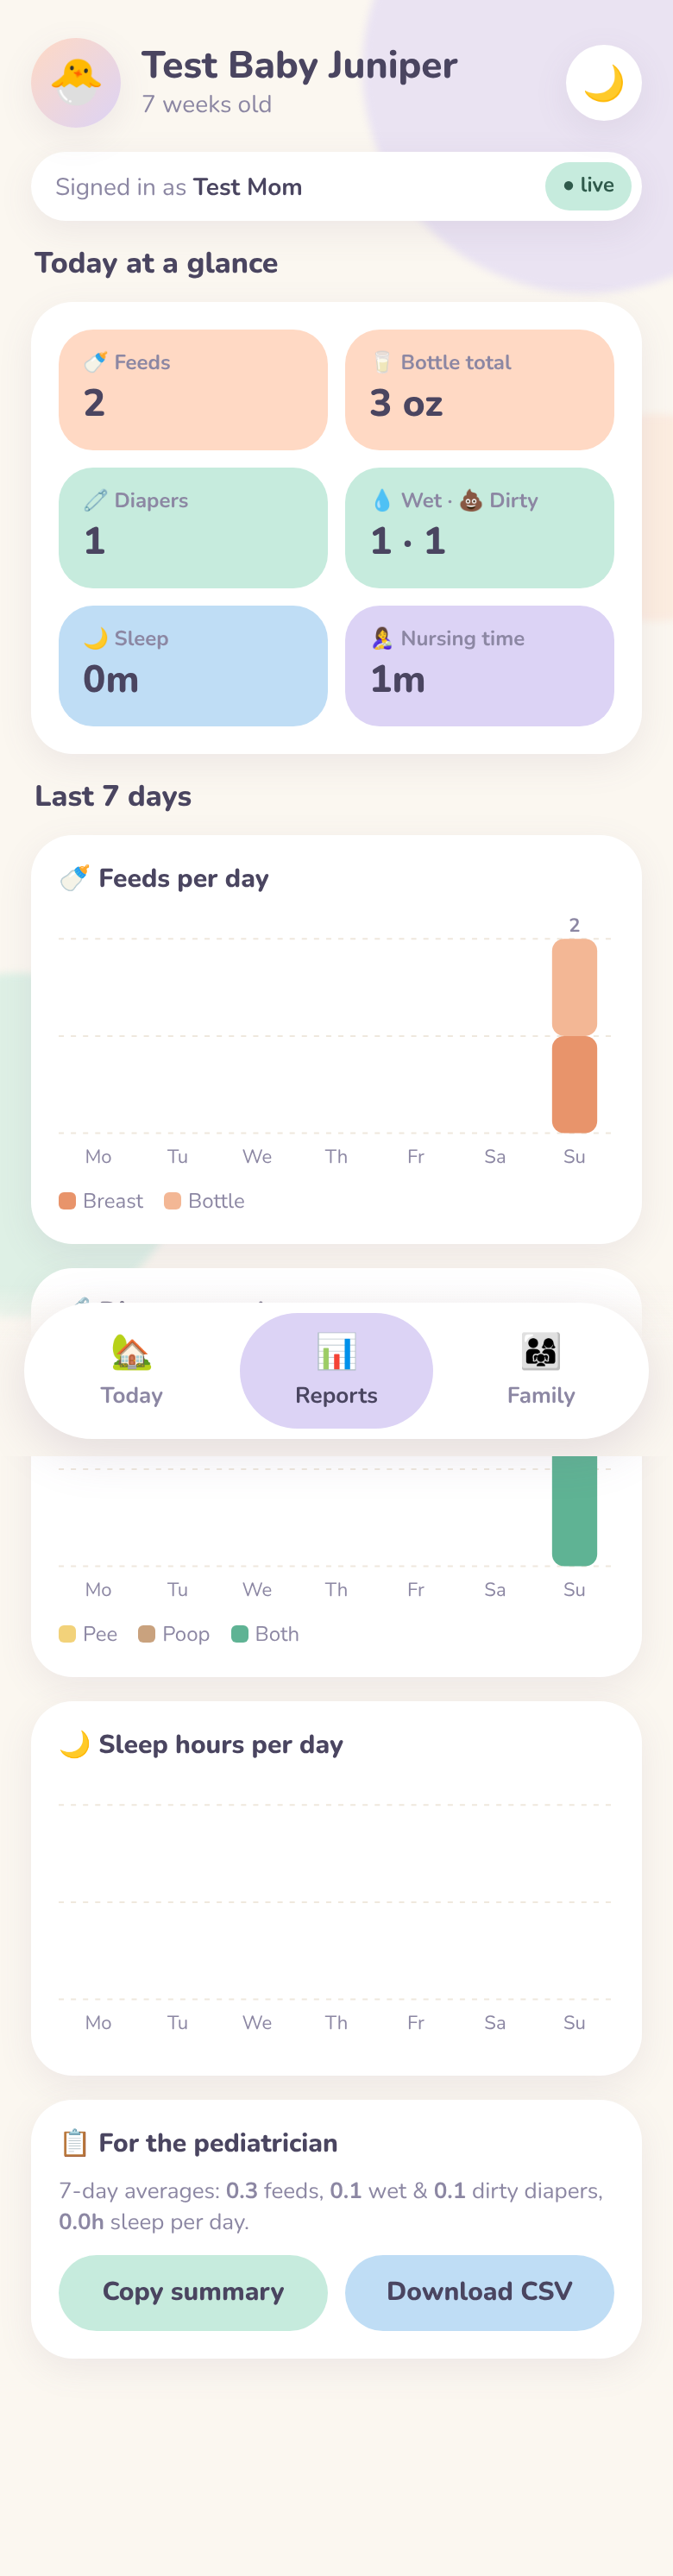 Test Baby Juniper
7 weeks old
Signed in as Test Mom
• live
Today at a glance
Feeds
2
Bottle total
3 oz
Diapers
1
Wet · Dirty
1 · 1
Sleep
0m
Nursing time
1m
Last 7 days
Feeds per day
2
Mo Tu We Th Fr Sa Su
Breast Bottle
Today
Reports
Family
Mo Tu We Th Fr Sa Su
Pee Poop Both
Sleep hours per day
Mo Tu We Th Fr Sa Su
For the pediatrician
7-day averages: 0.3 feeds, 0.1 wet & 0.1 dirty diapers,
0.0h sleep per day.
Copy summary
Download CSV